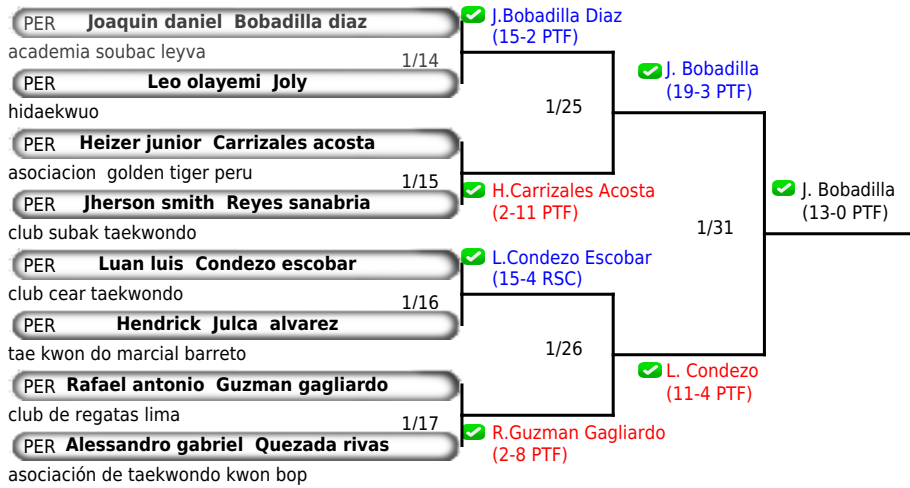 PER Joaquin daniel Bobadilla diaz
academia soubac leyva
1/14
PER Leo olayemi Joly
hidaekwuo
PER Heizer junior Carrizales acosta
asociacion golden tiger peru
1/15
PER Jherson smith Reyes sanabria
club subak taekwondo
PER Luan luis Condezo escobar
club cear taekwondo
1/16
PER Hendrick Julca alvarez
tae kwon do marcial barreto
PER Rafael antonio Guzman gagliardo
club de regatas lima
1/17
PER Alessandro gabriel Quezada rivas
asociación de taekwondo kwon bop
J.Bobadilla Diaz
(15-2 PTF)
1/25
H.Carrizales Acosta
(2-11 PTF)
L.Condezo Escobar
(15-4 RSC)
1/26
R.Guzman Gagliardo
(2-8 PTF)
J. Bobadilla
(19-3 PTF)
1/31
L. Condezo
(11-4 PTF)
J. Bobadilla
(13-0 PTF)